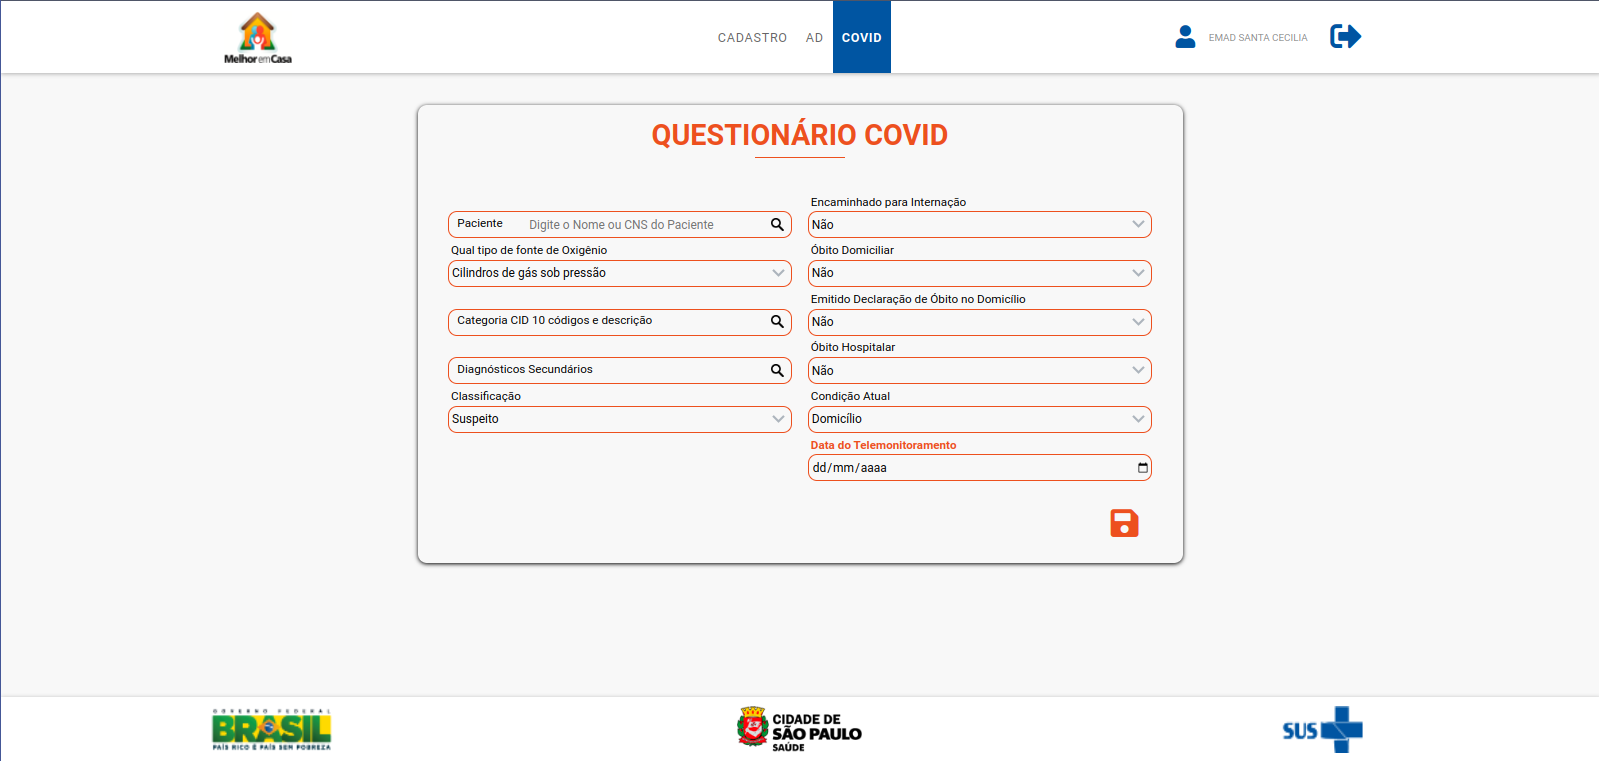 Melhor em Casa
CADASTRO AD COVID
EMAD SANTA CECILIA
QUESTIONÁRIO COVID
Paciente Digite o Nome ou CNS do Paciente
Qual tipo de fonte de Oxigênio
Cilindros de gás sob pressão
Categoria CID 10 códigos e descrição
Diagnósticos Secundários
Classificação
Suspeito
Encaminhado para Internação
Não
Óbito Domiciliar
Não
Emitido Declaração de Óbito no Domicílio
Não
Óbito Hospitalar
Não
Condição Atual
Domicílio
Data do Telemonitoramento
dd/mm/aaaa
GOVERNO FEDERAL
BRASIL
PAÍS RICO É PAÍS SEM POBREZA
CIDADE DE
SÃO PAULO
SAÚDE
SUS